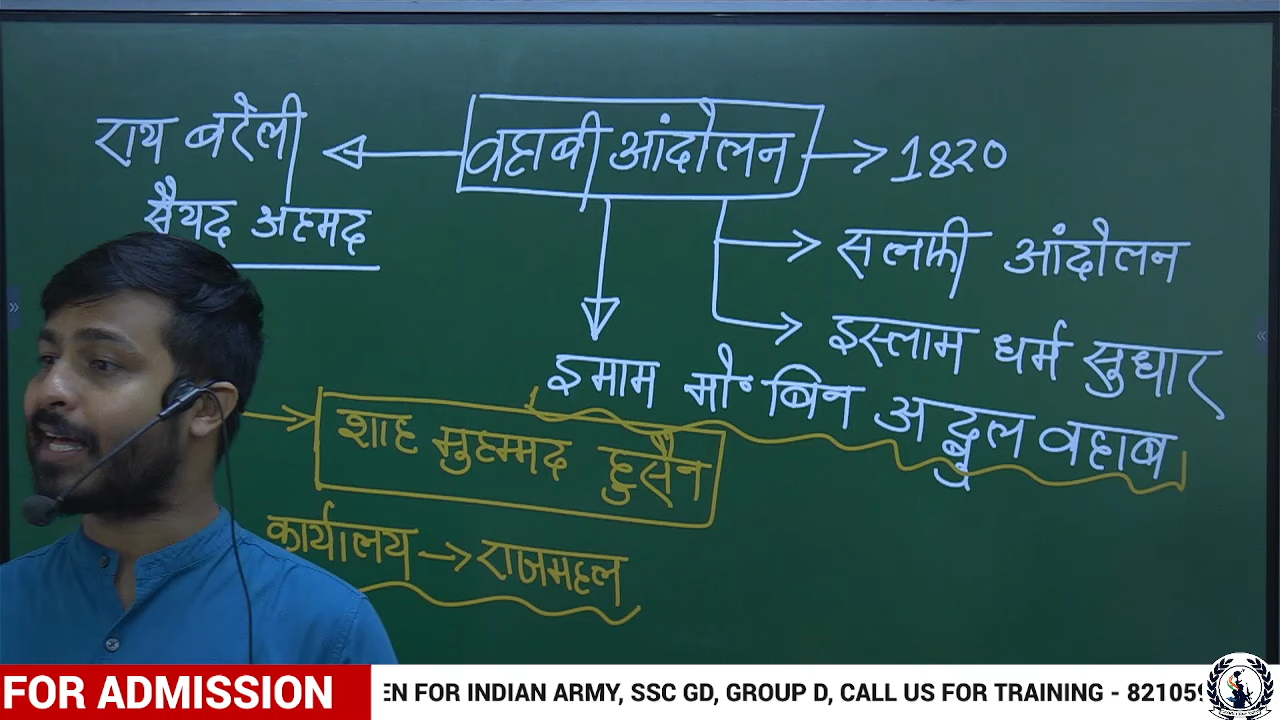 राय बरेली
सैयद अहमद
वहाबी आंदोलन
1820
सलाफी आंदोलन
इस्लाम धर्म सुधार
इमाम मो॰ बिन अब्दुल वहाब
शाह मुहम्मद हुसैन
कार्यालय → राजमहल
FOR ADMISSION
EN FOR INDIAN ARMY, SSC GD, GROUP D, CALL US FOR TRAINING - 821059